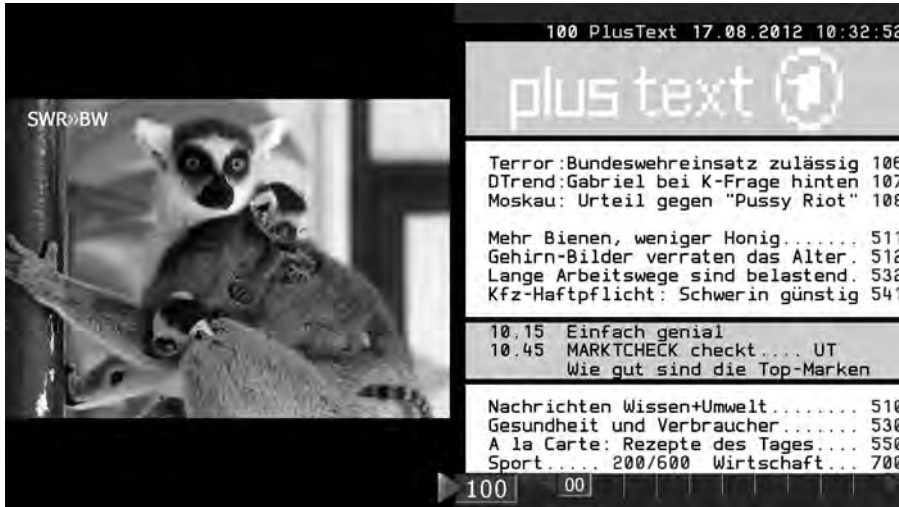 SWR»BW
100 PlusText 17.08.2012 10:32:52
plus text 1
Terror:Bundeswehreinsatz zulässig 106
DTrend:Gabriel bei K-Frage hinten 107
Moskau: Urteil gegen "Pussy Riot" 108
Mehr Bienen, weniger Honig....... 511
Gehirn-Bilder verraten das Alter. 512
Lange Arbeitswege sind belastend. 532
Kfz-Haftpflicht: Schwerin günstig 541
10.15 Einfach genial
10.45 MARKTCHECK checkt.... UT
Wie gut sind die Top-Marken
Nachrichten Wissen+Umwelt........ 510
Gesundheit und Verbraucher....... 530
A la Carte: Rezepte des Tages.... 550
Sport..... 200/600 Wirtschaft... 700
100 00